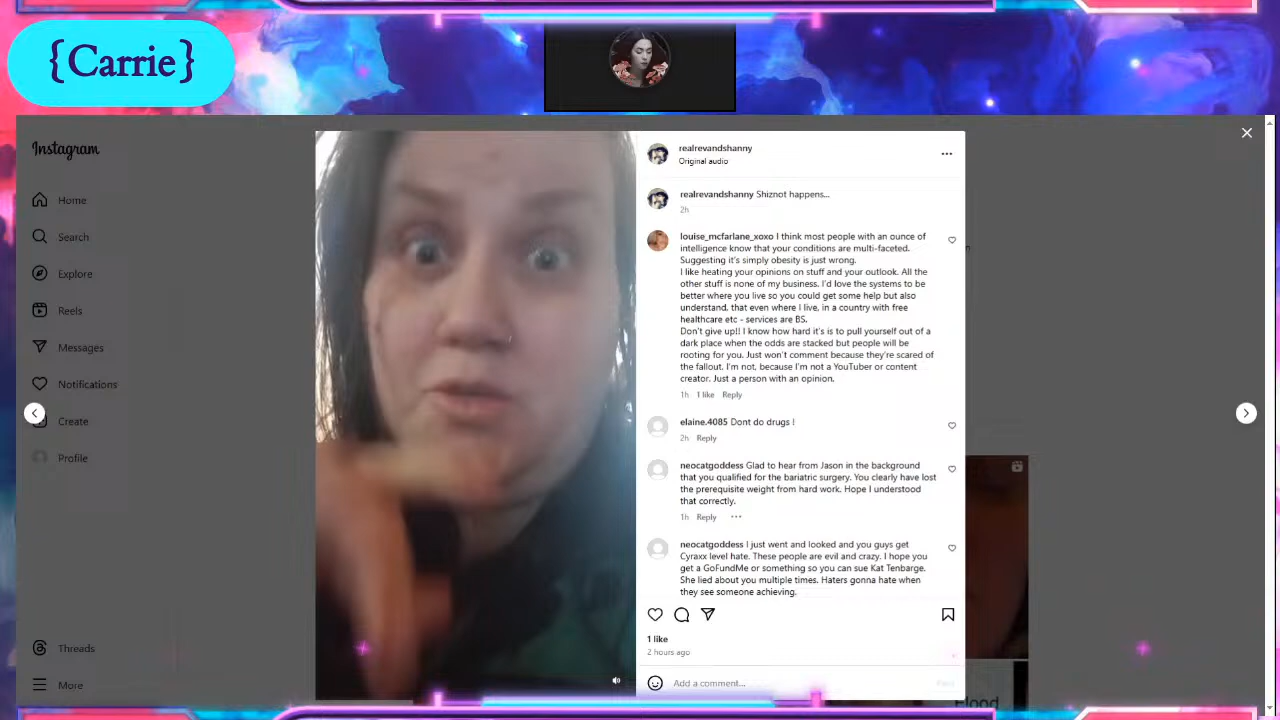 {Carrie}
Instagram
Home
Search
Explore
Reels
Messages
Notifications
Create
Profile
Threads
More
realrevandshanny
Original audio
realrevandshanny Shiznot happens...
2h
louise_mcfarlane_xoxo I think most people with an ounce of
intelligence know that your conditions are multi-faceted.
Suggesting it's simply obesity is just wrong.
I like heating your opinions on stuff and your outlook. All the
other stuff is none of my business. I'd love the systems to be
better where you live so you could get some help but also
understand, that even where I live, in a country with free
healthcare etc - services are BS.
Don't give up!! I know how hard it's is to pull yourself out of a
dark place when the odds are stacked but people will be
rooting for you. Just won't comment because they're scared of
the fallout. I'm not, because I'm not a YouTuber or content
creator. Just a person with an opinion.
1h 1 like Reply
elaine.4085 Dont do drugs !
2h Reply
neocatgoddess Glad to hear from Jason in the background
that you qualified for the bariatric surgery. You clearly have lost
the prerequisite weight from hard work. Hope I understood
that correctly.
1h Reply
neocatgoddess I just went and looked and you guys get
Cyraxx level hate. These people are evil and crazy. I hope you
get a GoFundMe or something so you can sue Kat Tenbarge.
She lied about you multiple times. Haters gonna hate when
they see someone achieving.
1 like
2 hours ago
Add a comment...
Post